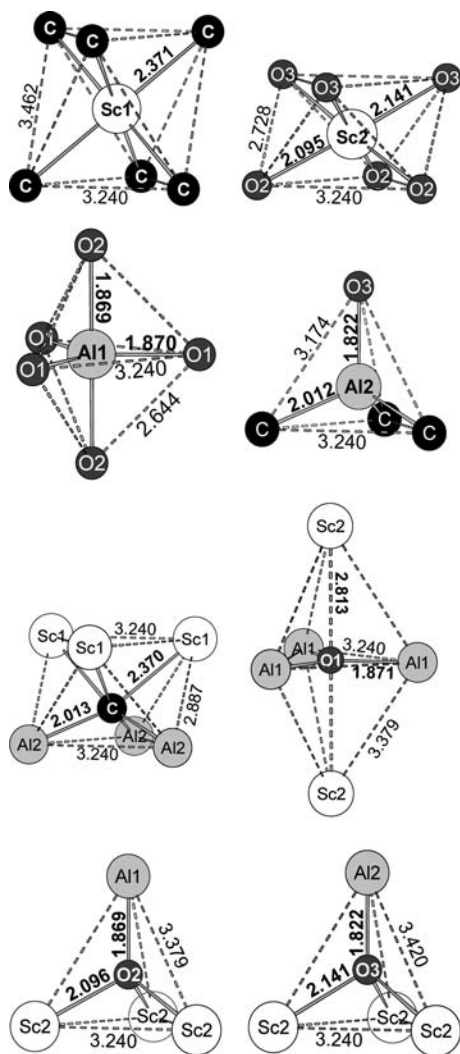 C C C
2.371
Sc1
3.462
C C C
3.240
O3 O3 O3
2.141
Sc2
2.728
2.095
O2 O2 O2
3.240
O2
1.869
O1 Al1 1.870 O1
O1 3.240
2.644
O2
O3
3.174
1.822
Al2
2.012
C C C
3.240
Sc1 3.240 Sc1
Sc1
2.370
C
2.013
2.887
Al2 Al2 Al2
3.240
Sc2
2.813
Al1 3.240
Al1 O1 Al1
1.871
3.379
Sc2
Al1
1.869
3.379
O2
2.096
Sc2 Sc2 Sc2
3.240
Al2
1.822
3.420
O3
2.141
Sc2 Sc2 Sc2
3.240